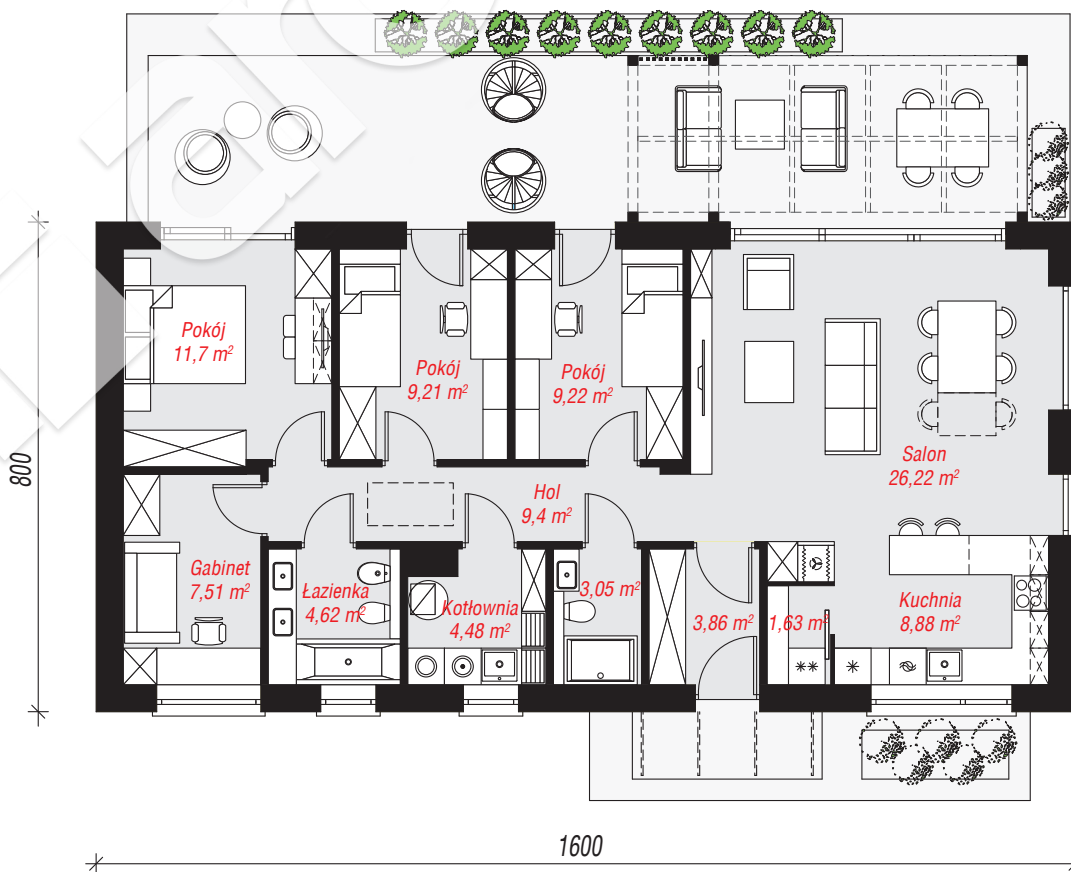 Pokój
11,7 m²
Pokój
9,21 m²
Pokój
9,22 m²
Salon
26,22 m²
Hol
9,4 m²
Gabinet
7,51 m²
Łazienka
4,62 m²
Kotłownia
4,48 m²
3,05 m²
3,86 m²
1,63 m²
Kuchnia
8,88 m²
800
1600